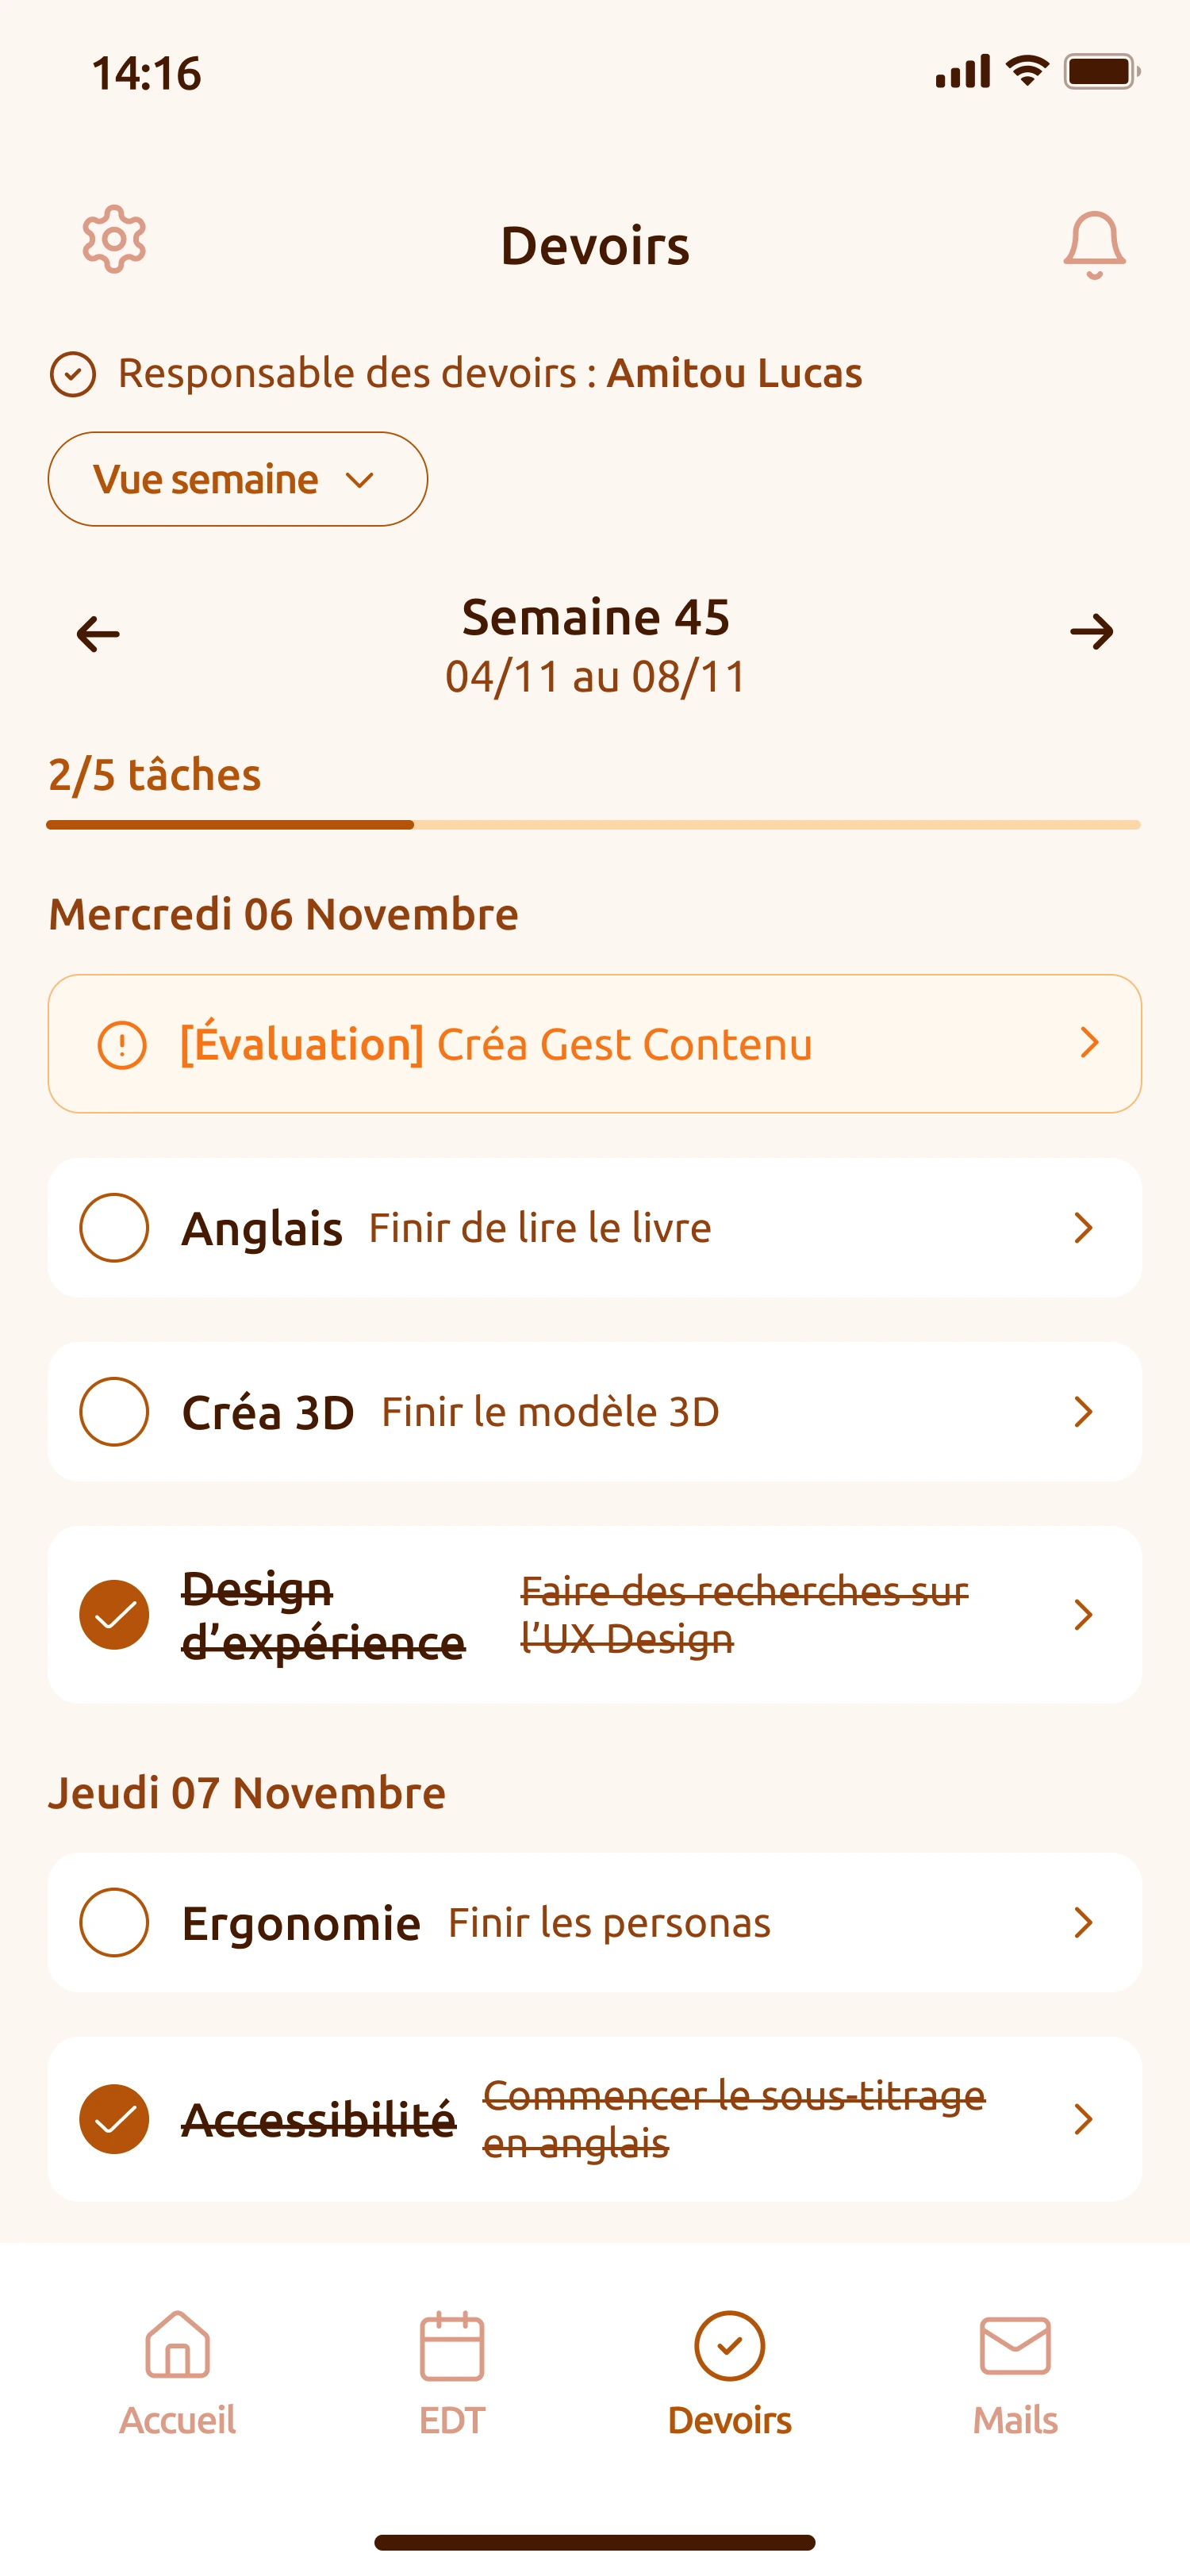 14:16
Devoirs
Responsable des devoirs : Amitou Lucas
Vue semaine
Semaine 45
04/11 au 08/11
2/5 tâches
Mercredi 06 Novembre
[Évaluation] Créa Gest Contenu
Anglais Finir de lire le livre
Créa 3D Finir le modèle 3D
Design
d’expérience
Faire des recherches sur
l’UX Design
Jeudi 07 Novembre
Ergonomie Finir les personas
Accessibilité
Commencer le sous-titrage
en anglais
Accueil
EDT
Devoirs
Mails